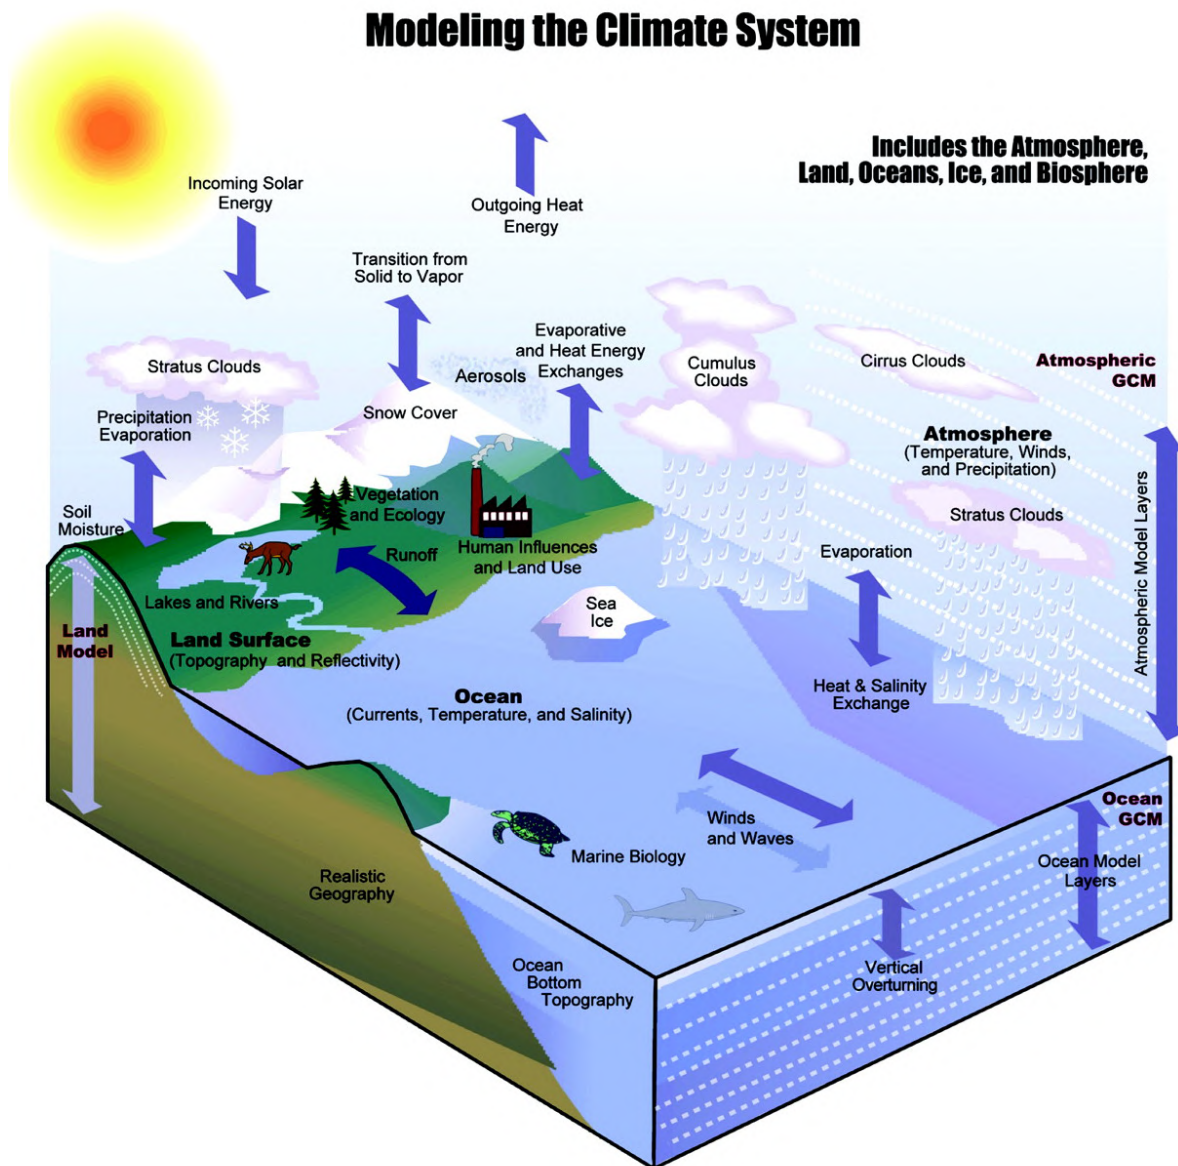 Modeling the Climate System
Includes the Atmosphere,
Land, Oceans, Ice, and Biosphere
Incoming Solar
Energy
Outgoing Heat
Energy
Transition from
Solid to Vapor
Stratus Clouds
Precipitation
Evaporation
Snow Cover
Aerosols
Evaporative
and Heat Energy
Exchanges
Cumulus
Clouds
Cirrus Clouds
Atmospheric
GCM
Atmosphere
(Temperature, Winds,
and Precipitation)
Stratus Clouds
Atmospheric Model Layers
Soil
Moisture
Vegetation
and Ecology
Runoff
Human Influences
and Land Use
Evaporation
Lakes and Rivers
Land
Model
Land Surface
(Topography and Reflectivity)
Sea
Ice
Ocean
(Currents, Temperature, and Salinity)
Heat & Salinity
Exchange
Winds
and Waves
Marine Biology
Ocean
GCM
Ocean Model
Layers
Realistic
Geography
Ocean
Bottom
Topography
Vertical
Overturning